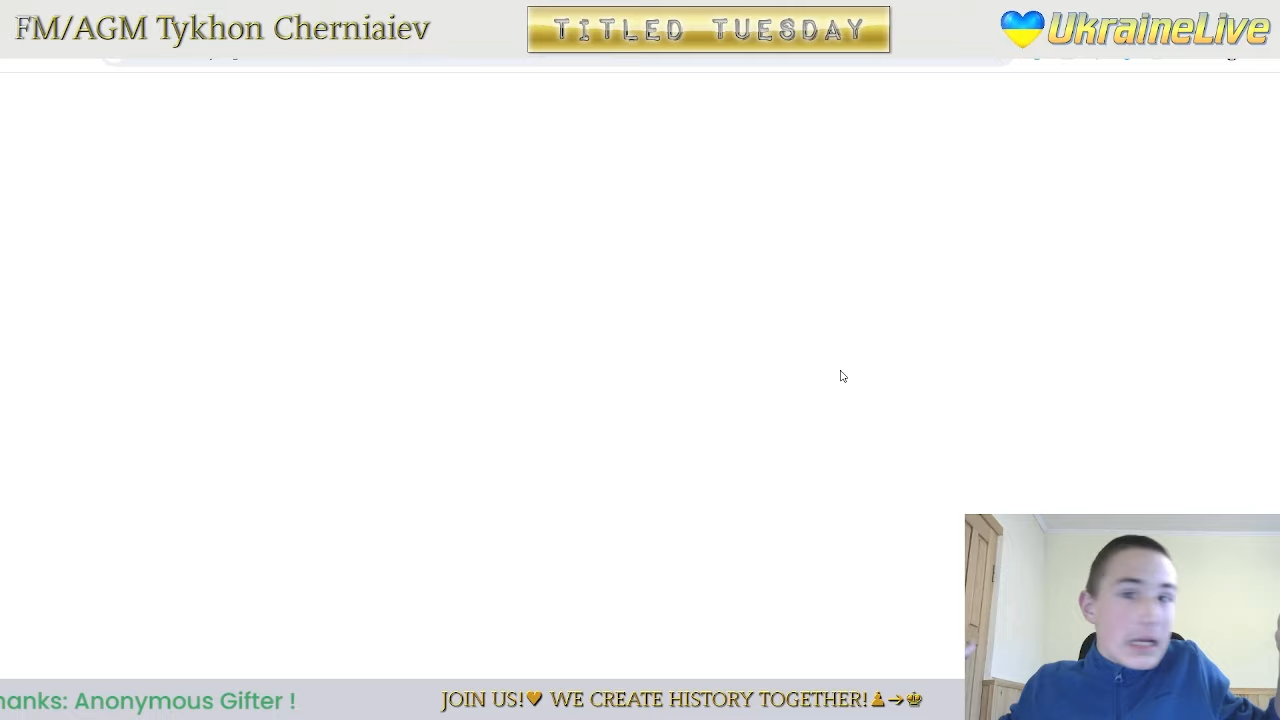 FM/AGM Tykhon Cherniaiev
TITLED TUESDAY
UkraineLive
hanks: Anonymous Gifter !
JOIN US!🧡 WE CREATE HISTORY TOGETHER!♟➔♚